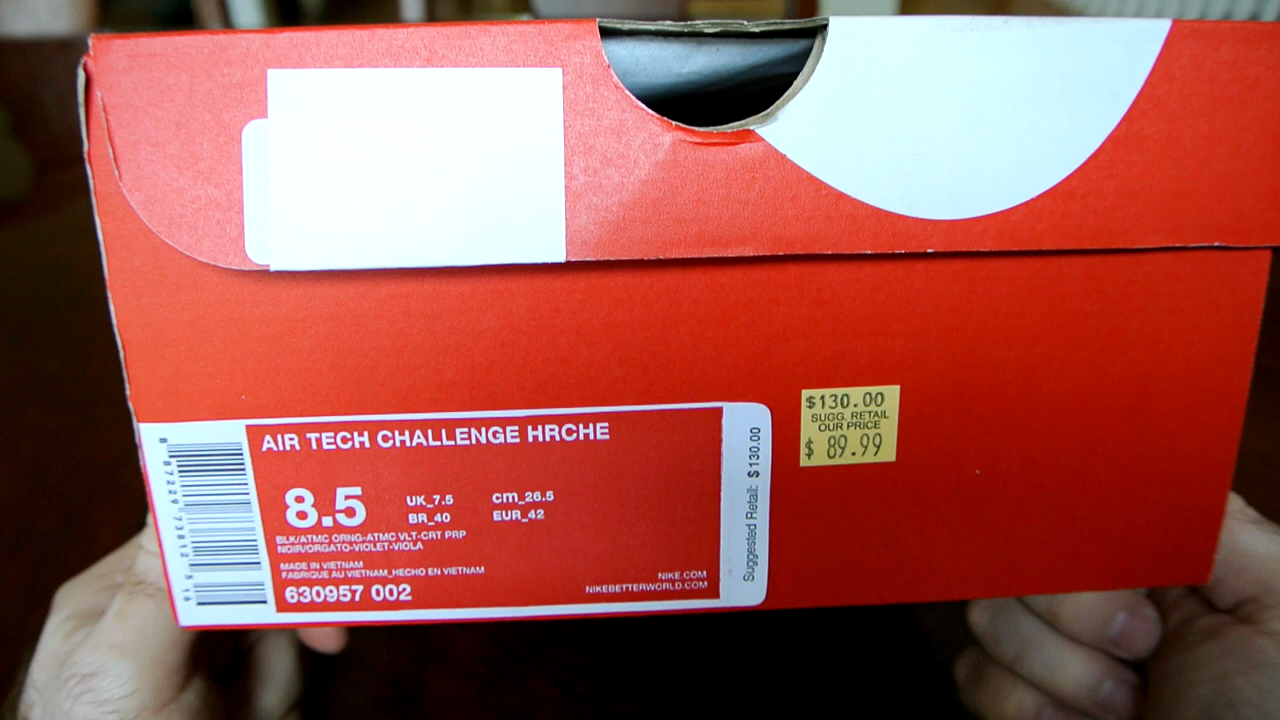 $130.00
SUGG. RETAIL
OUR PRICE
$ 89.99
AIR TECH CHALLENGE HRCHE
8.5
UK_7.5
cm_26.5
BR_40
EUR_42
BLK/ATMC ORNG-ATMC VLT-CRT PRP
NOIR/ORGATO-VIOLET-VIOLA
MADE IN VIETNAM
FABRIQUE AU VIETNAM_HECHO EN VIETNAM
630957 002
NIKE.COM
NIKEBETTERWORLD.COM
Suggested Retail: $130.00